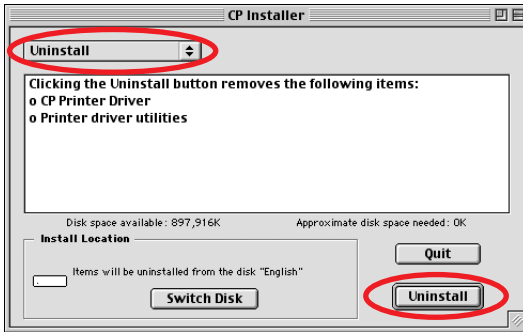 CP Installer
Uninstall
Clicking the Uninstall button removes the following items:
o CP Printer Driver
o Printer driver utilities
Disk space available: 897,916K Approximate disk space needed: 0K
Install Location
Items will be uninstalled from the disk "English"
Switch Disk
Quit
Uninstall